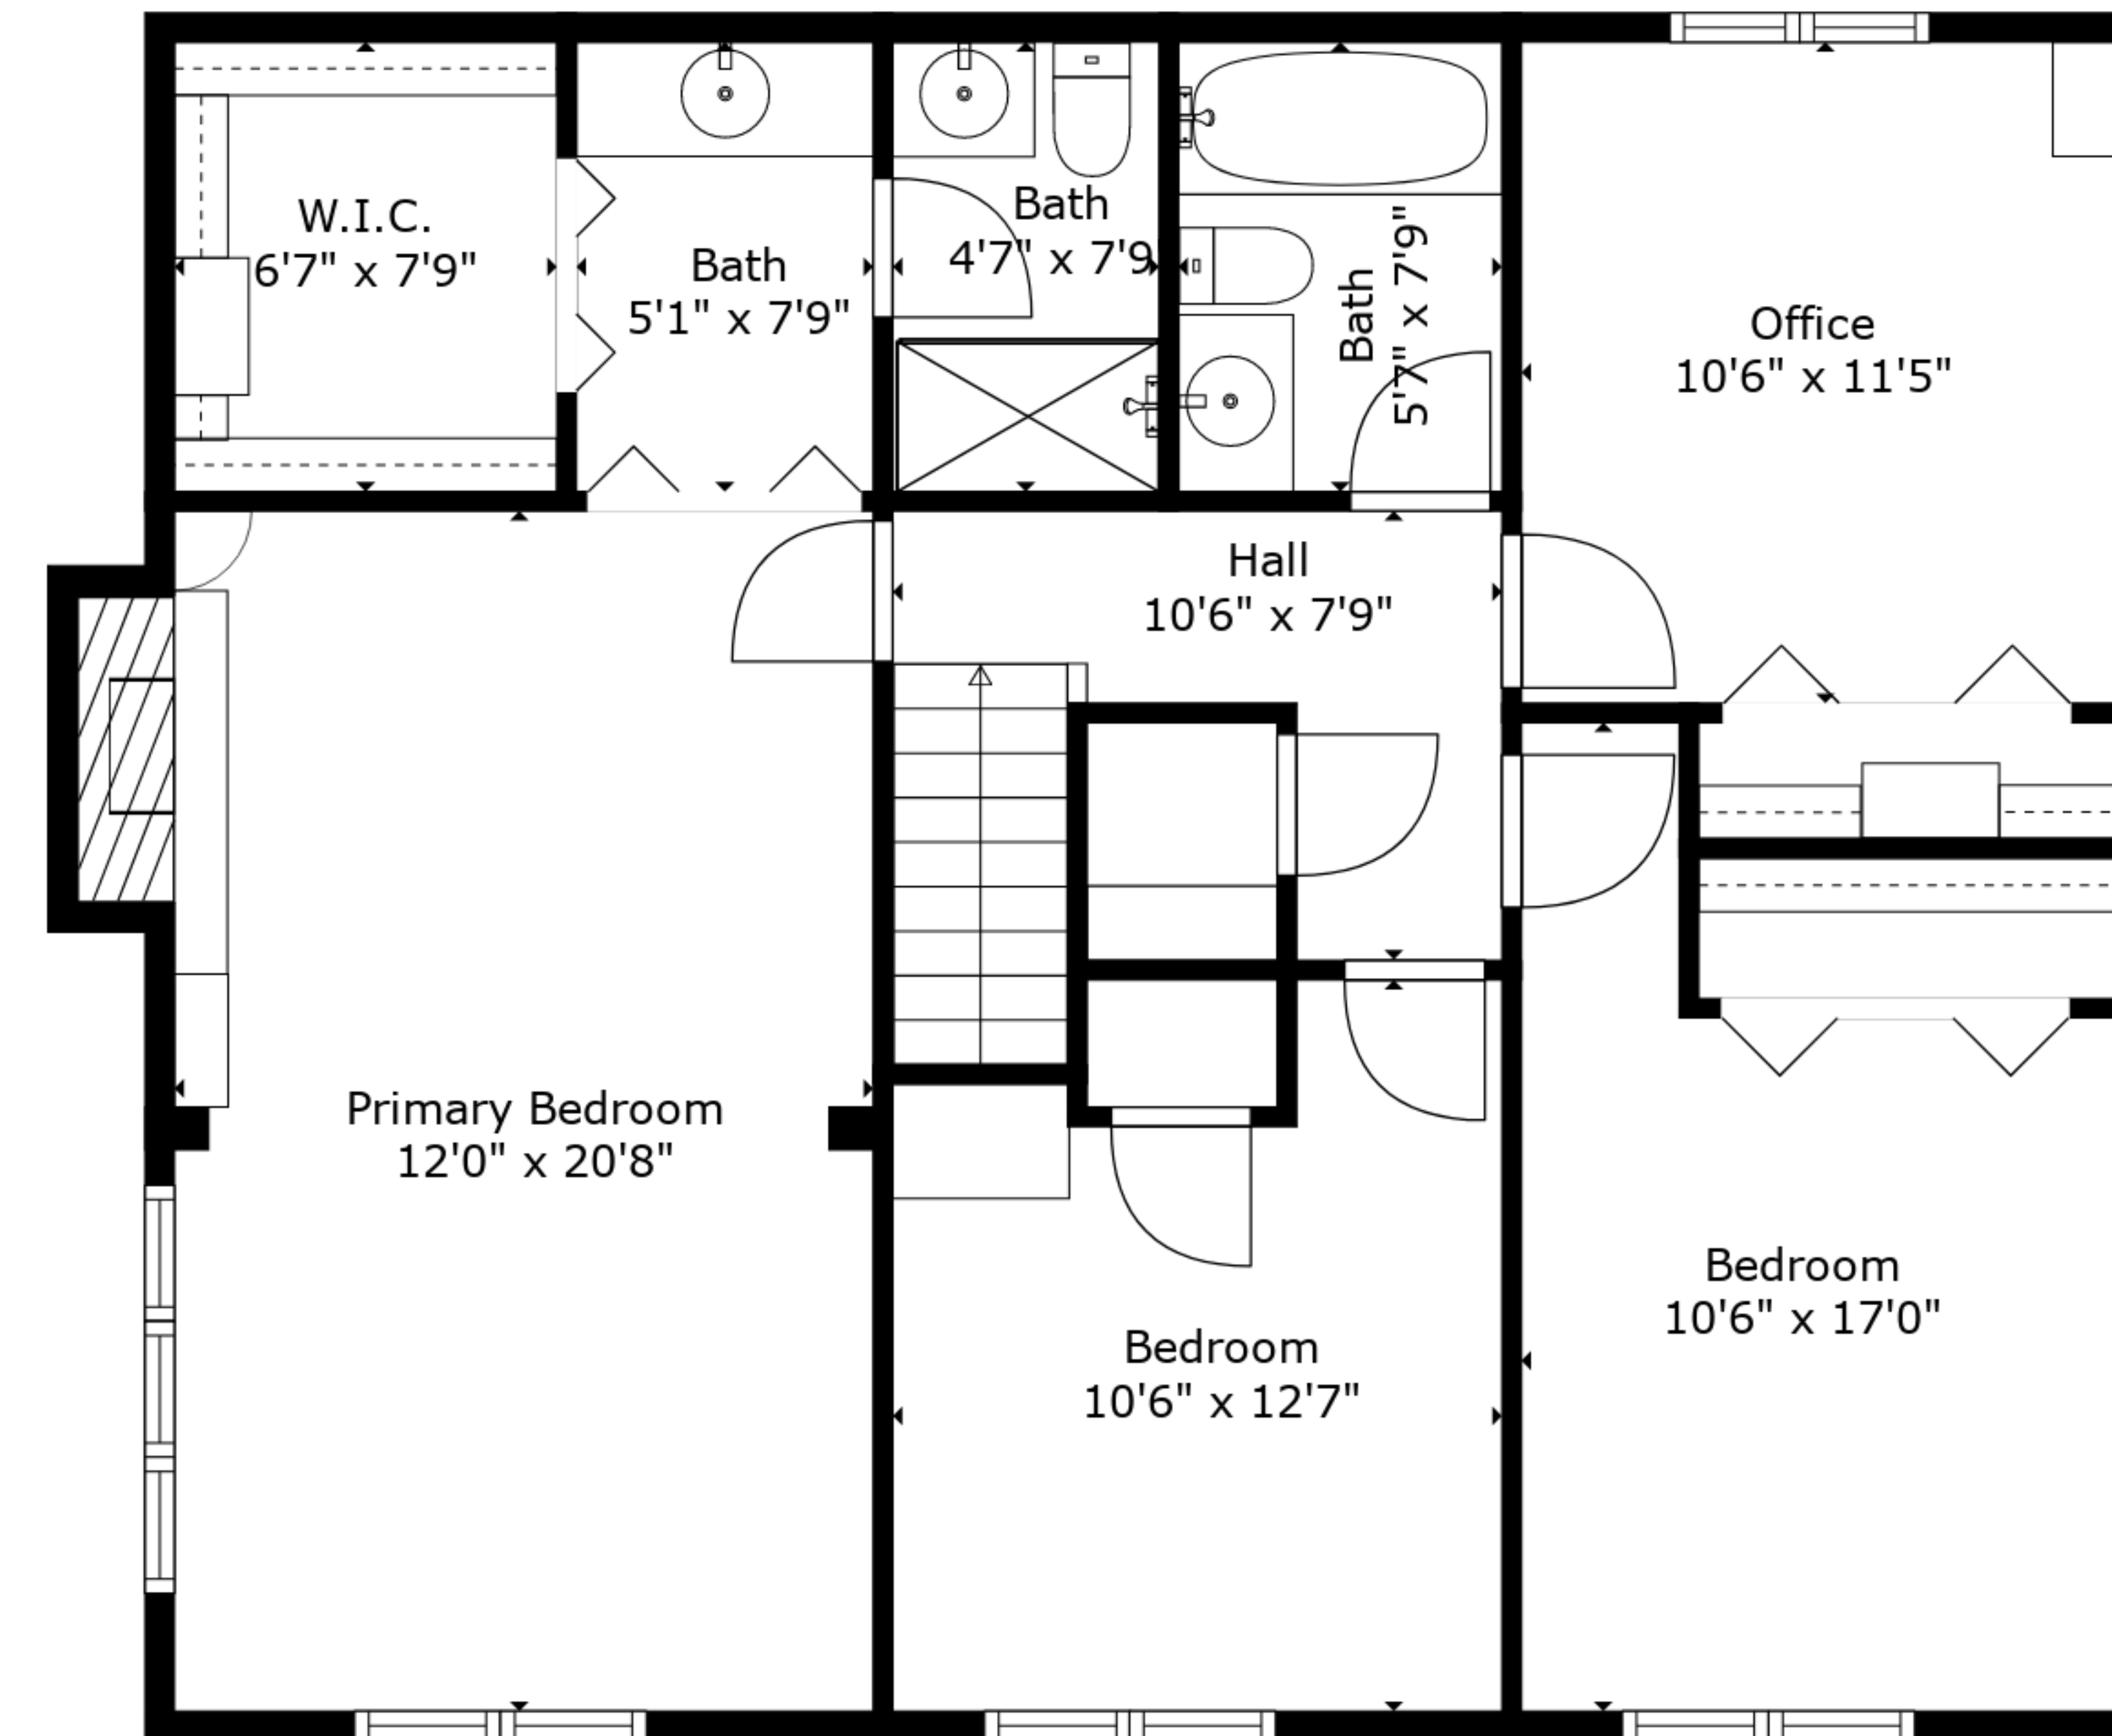 W.I.C.
6'7" x 7'9"
Bath
5'1" x 7'9"
Bath
4'7" x 7'9
Bath
5'7" x 7'9"
Office
10'6" x 11'5"
Hall
10'6" x 7'9"
Primary Bedroom
12'0" x 20'8"
Bedroom
10'6" x 12'7"
Bedroom
10'6" x 17'0"